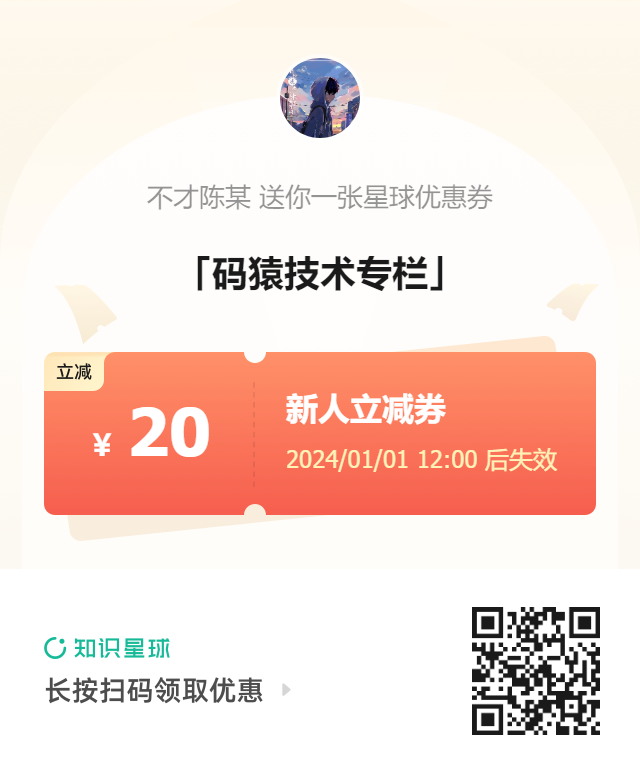 不才陈某 送你一张星球优惠券
「码猿技术专栏」
立减
¥ 20
新人立减券
2024/01/01 12:00 后失效
知识星球
长按扫码领取优惠